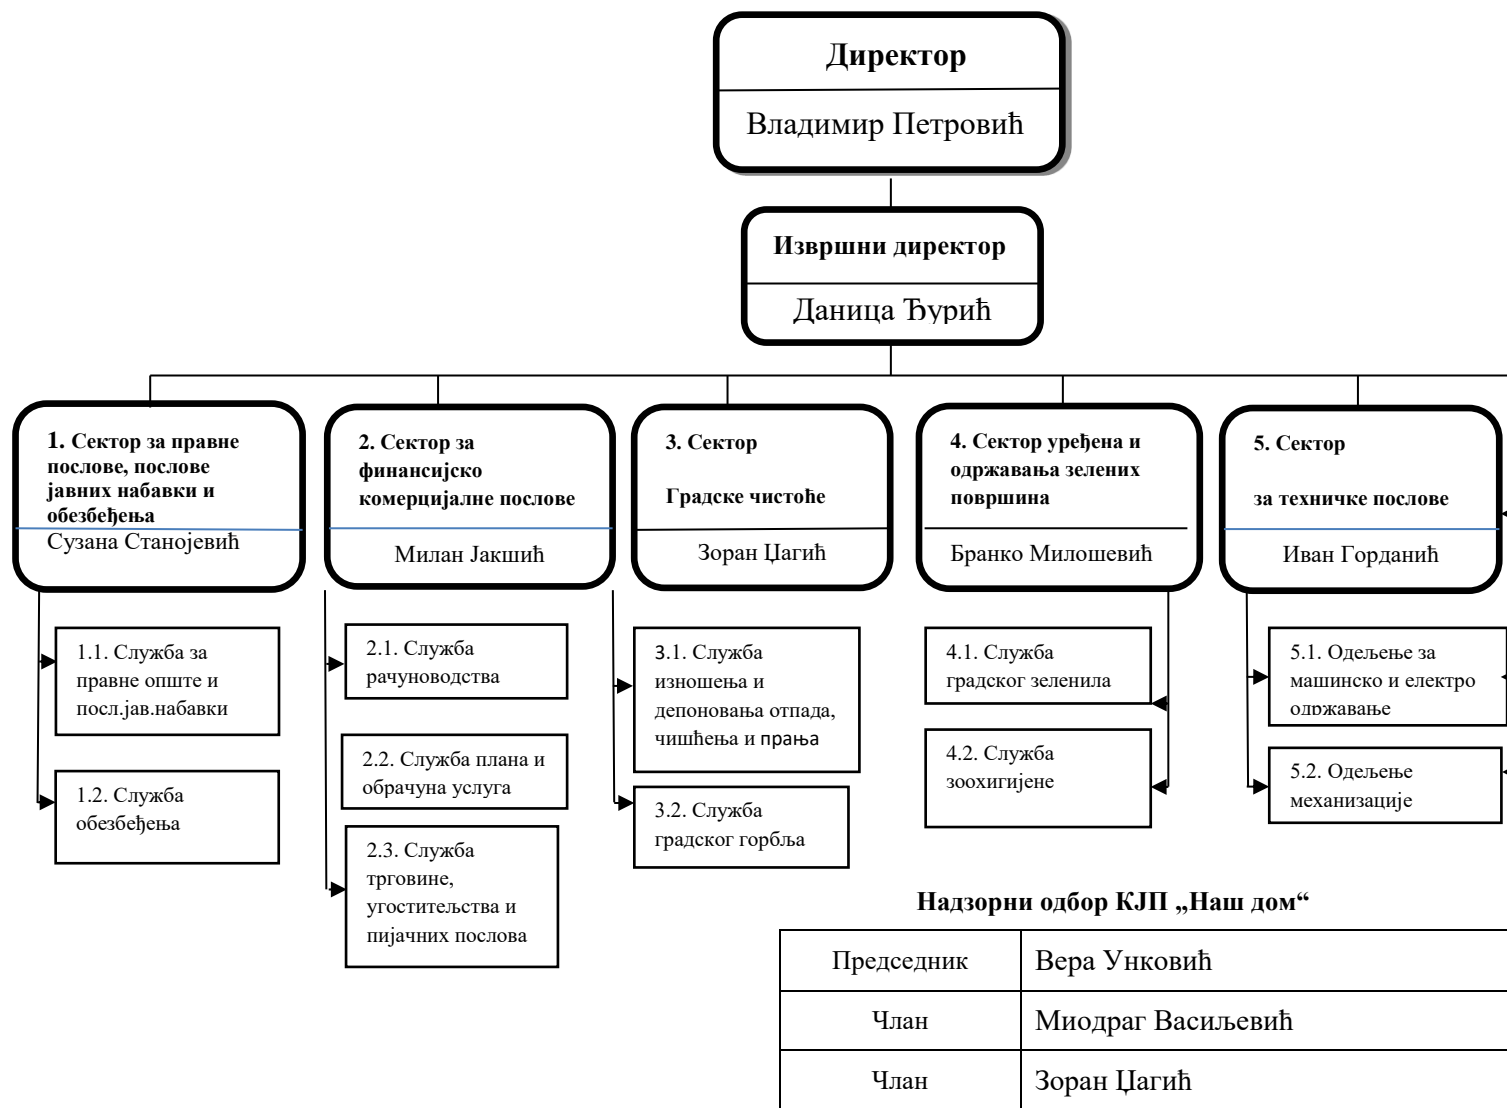 Директор
Владимир Петровић
Извршни директор
Даница Ђурић
1. Сектор за правне
послове, послове
јавних набавки и
обезбеђења
Сузана Станојевић
2. Сектор за
финансијско
комерцијалне послове
Милан Јакшић
3. Сектор
Градске чистоће
Зоран Џагић
4. Сектор уређена и
одржавања зелених
површина
Бранко Милошевић
5. Сектор
за техничке послове
Иван Горданић
1.1. Служба за
правне опште и
посл.јав.набавки
1.2. Служба
обезбеђења
2.1. Служба
рачуноводства
2.2. Служба плана и
обрачуна услуга
2.3. Служба
трговине,
угоститељства и
пијачних послова
3.1. Служба
изношења и
депоновања отпада,
чишћења и прања
3.2. Служба
градског горбља
4.1. Служба
градског зеленила
4.2. Служба
зоохигијене
5.1. Одељење за
машинско и електро
одржавање
5.2. Одељење
механизације
Надзорни одбор КЈП „Наш дом“
Председник Вера Унковић
Члан Миодраг Васиљевић
Члан Зоран Џагић